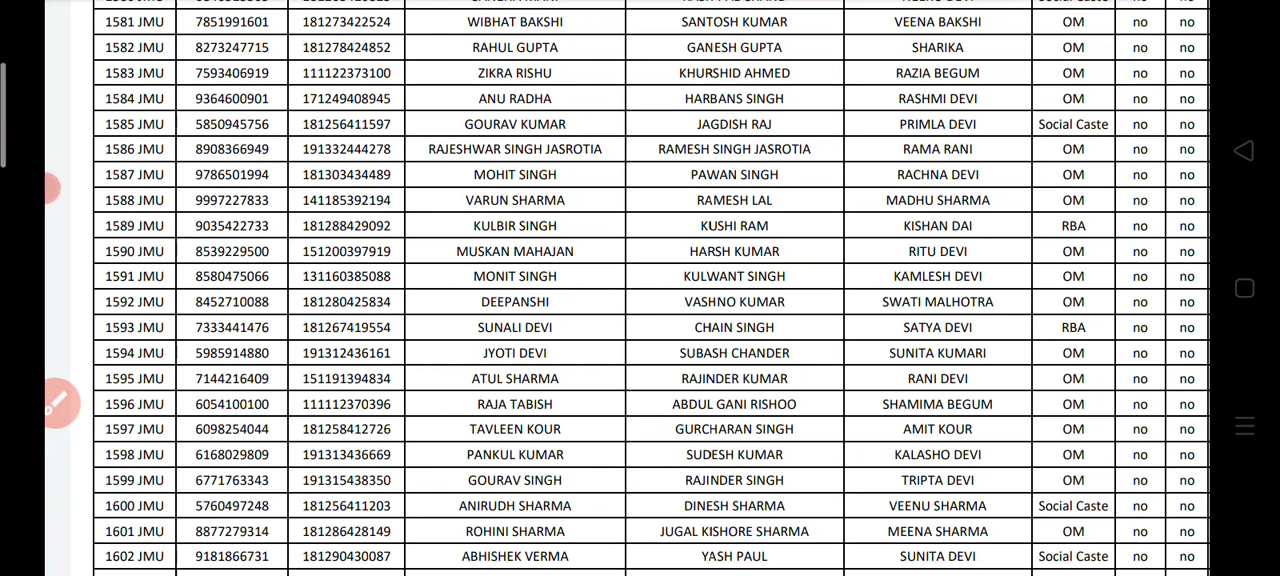 1581 JMU 7851991601 181273422524 WIBHAT BAKSHI SANTOSH KUMAR VEENA BAKSHI OM no no
1582 JMU 8273247715 181278424852 RAHUL GUPTA GANESH GUPTA SHARIKA OM no no
1583 JMU 7593406919 111122373100 ZIKRA RISHU KHURSHID AHMED RAZIA BEGUM OM no no
1584 JMU 9364600901 171249408945 ANU RADHA HARBANS SINGH RASHMI DEVI OM no no
1585 JMU 5850945756 181256411597 GOURAV KUMAR JAGDISH RAJ PRIMLA DEVI Social Caste no no
1586 JMU 8908366949 191332444278 RAJESHWAR SINGH JASROTIA RAMESH SINGH JASROTIA RAMA RANI OM no no
1587 JMU 9786501994 181303434489 MOHIT SINGH PAWAN SINGH RACHNA DEVI OM no no
1588 JMU 9997227833 141185392194 VARUN SHARMA RAMESH LAL MADHU SHARMA OM no no
1589 JMU 9035422733 181288429092 KULBIR SINGH KUSHI RAM KISHAN DAI RBA no no
1590 JMU 8539229500 151200397919 MUSKAN MAHAJAN HARSH KUMAR RITU DEVI OM no no
1591 JMU 8580475066 131160385088 MONIT SINGH KULWANT SINGH KAMLESH DEVI OM no no
1592 JMU 8452710088 181280425834 DEEPANSHI VASHNO KUMAR SWATI MALHOTRA OM no no
1593 JMU 7333441476 181267419554 SUNALI DEVI CHAIN SINGH SATYA DEVI RBA no no
1594 JMU 5985914880 191312436161 JYOTI DEVI SUBASH CHANDER SUNITA KUMARI OM no no
1595 JMU 7144216409 151191394834 ATUL SHARMA RAJINDER KUMAR RANI DEVI OM no no
1596 JMU 6054100100 111112370396 RAJA TABISH ABDUL GANI RISHOO SHAMIMA BEGUM OM no no
1597 JMU 6098254044 181258412726 TAVLEEN KOUR GURCHARAN SINGH AMIT KOUR OM no no
1598 JMU 6168029809 191313436669 PANKUL KUMAR SUDESH KUMAR KALASHO DEVI OM no no
1599 JMU 6771763343 191315438350 GOURAV SINGH RAJINDER SINGH TRIPTA DEVI OM no no
1600 JMU 5760497248 181256411203 ANIRUDH SHARMA DINESH SHARMA VEENU SHARMA Social Caste no no
1601 JMU 8877279314 181286428149 ROHINI SHARMA JUGAL KISHORE SHARMA MEENA SHARMA OM no no
1602 JMU 9181866731 181290430087 ABHISHEK VERMA YASH PAUL SUNITA DEVI Social Caste no no